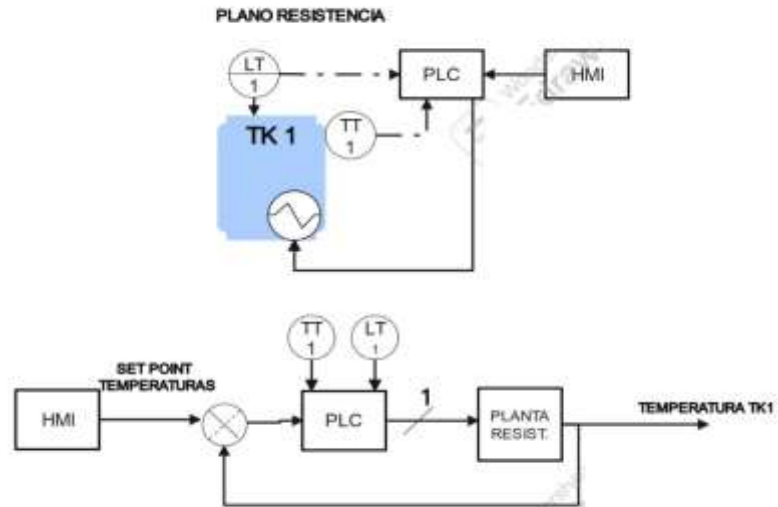 PLANO RESISTENCIA
LT
1
PLC
HMI
TK 1
TT
1
TT
1
LT
1
SET POINT
TEMPERATURAS
HMI
PLC
1
PLANTA
RESIST.
TEMPERATURA TK1